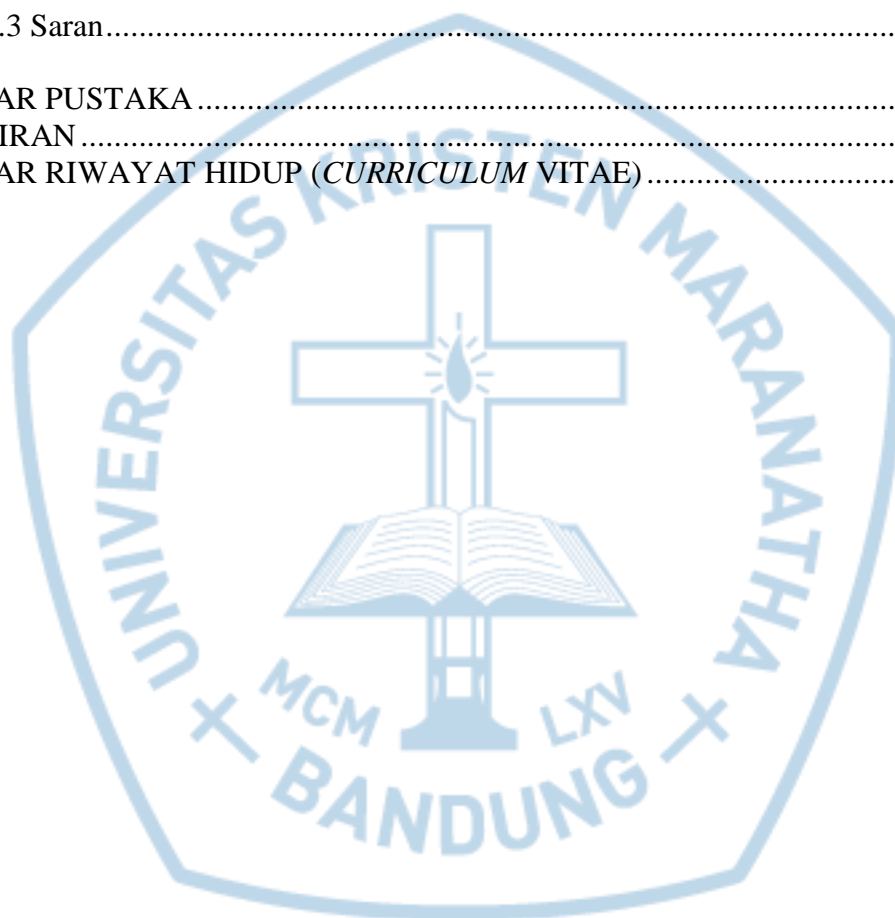 .3 Saran..........................................................................................................
AR PUSTAKA..............................................................................................
IRAN.............................................................................................................
AR RIWAYAT HIDUP (CURRICULUM VITAE)..................................
UNIVERSITAS KRISTEN MARANATHA
MCM LXV
+ BANDUNG +